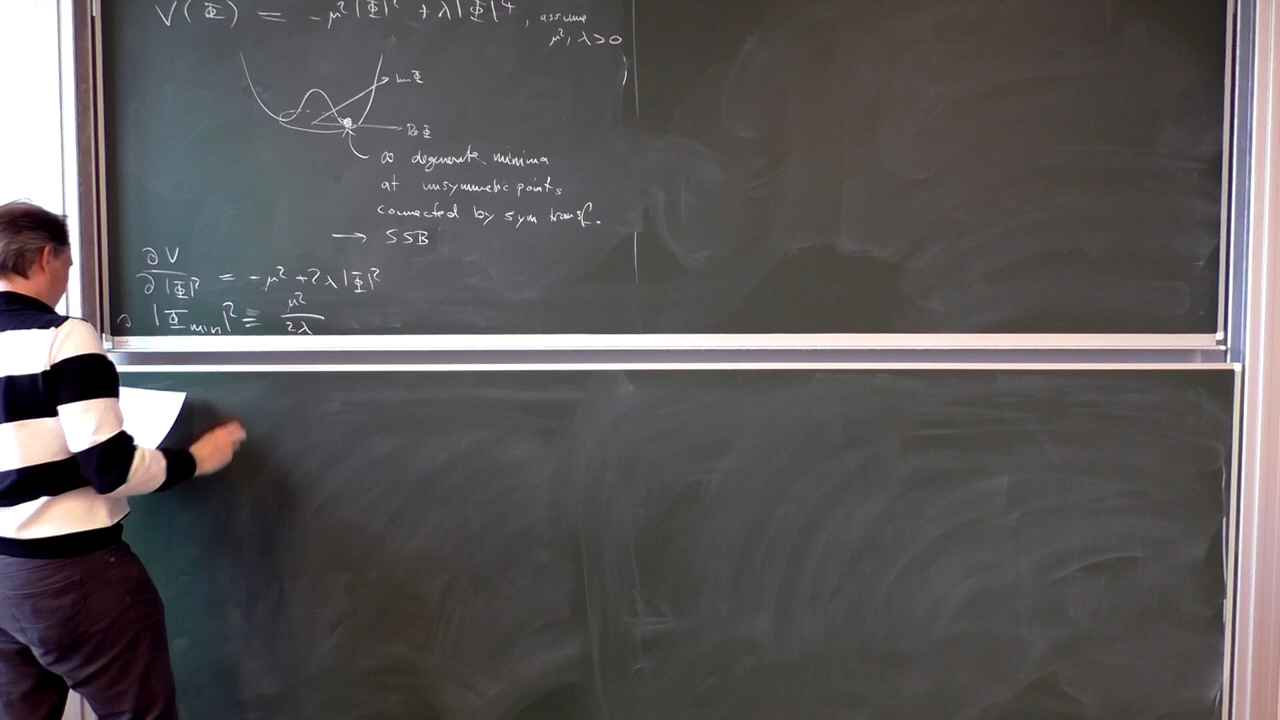 V(Φ) = -μ²|Φ|² + λ|Φ|⁴, assume
μ², λ>0
Im Φ
Re Φ
∞ degenerate minima
at unsymmetric points
connected by sym transf.
→ SSB
∂V/∂|Φ|² = -μ² + 2λ|Φ|²
|Φmin|² = μ²/2λ